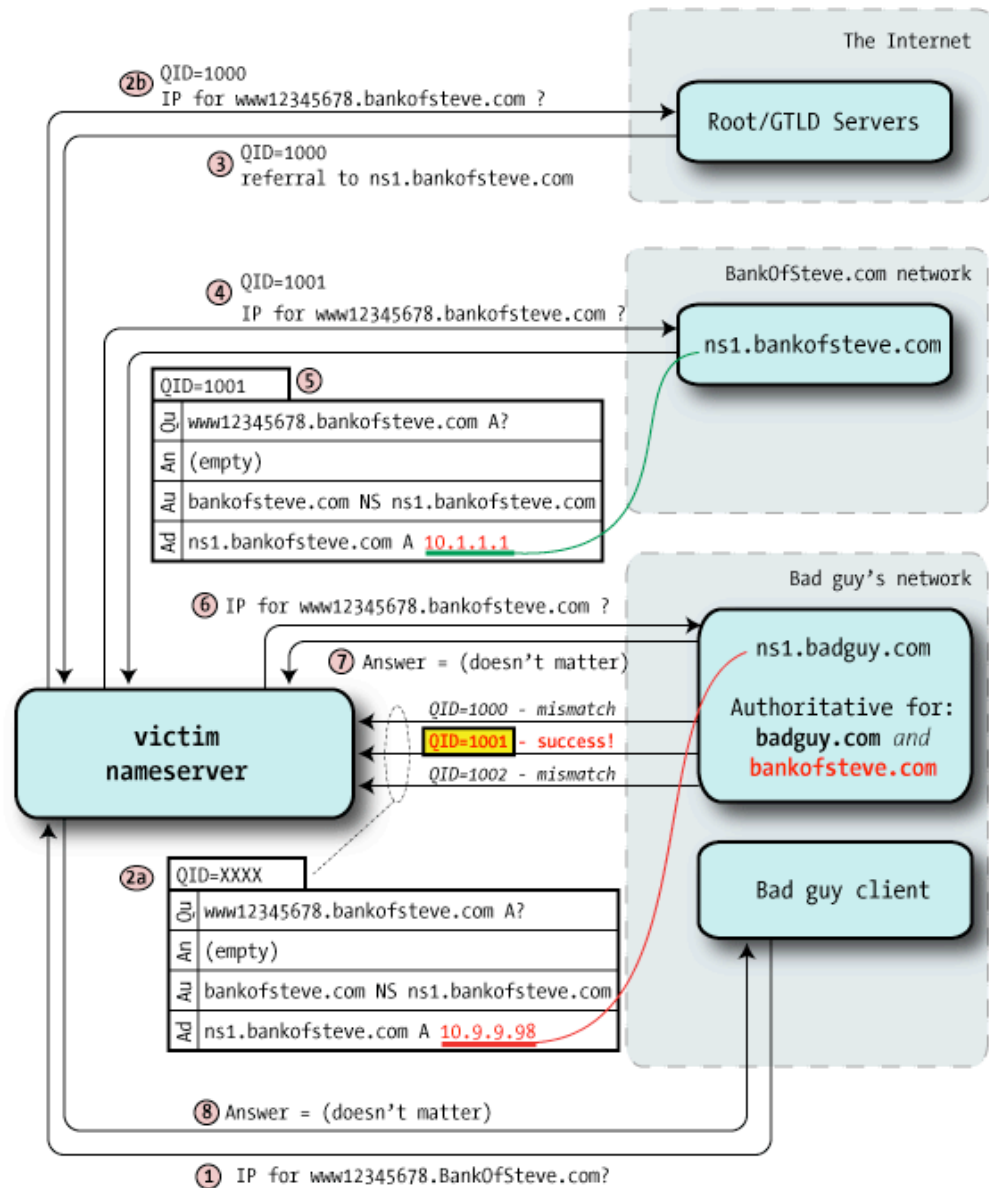 The Internet
2b QID=1000
IP for www12345678.bankofsteve.com ?
Root/GTLD Servers
3 QID=1000
referral to ns1.bankofsteve.com
BankOfSteve.com network
4 QID=1001
IP for www12345678.bankofsteve.com ?
ns1.bankofsteve.com
QID=1001 5
Qu www12345678.bankofsteve.com A?
An (empty)
Au bankofsteve.com NS ns1.bankofsteve.com
Ad ns1.bankofsteve.com A 10.1.1.1
Bad guy's network
6 IP for www12345678.bankofsteve.com ?
7 Answer = (doesn't matter)
ns1.badguy.com
Authoritative for:
badguy.com and
bankofsteve.com
QID=1000 - mismatch
QID=1001 - success!
QID=1002 - mismatch
victim
nameserver
2a QID=XXXX
Qu www12345678.bankofsteve.com A?
An (empty)
Au bankofsteve.com NS ns1.bankofsteve.com
Ad ns1.bankofsteve.com A 10.9.9.98
Bad guy client
8 Answer = (doesn't matter)
1 IP for www12345678.BankOfSteve.com?